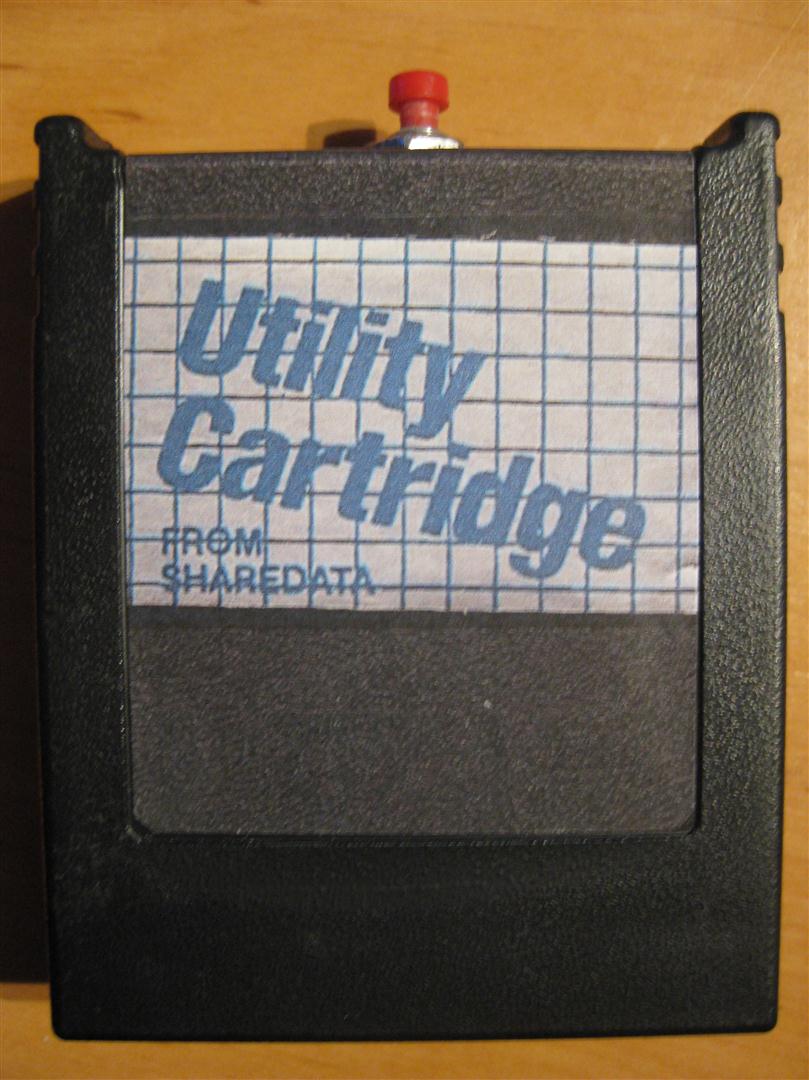 Utility
Cartridge
FROM
SHAREDATA